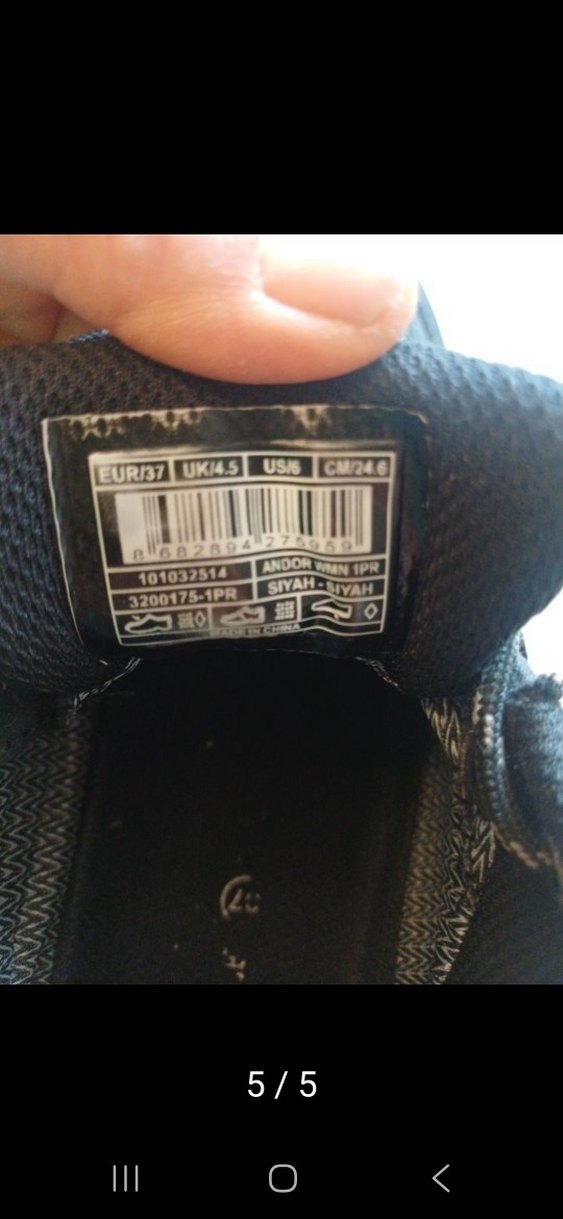 EUR/37 UK/4.5 US/6 CM/24.6
8 682894 275959
101032514 ANDOR WMN 1PR
3200175-1PR SIYAH - SIYAH
MADE IN CHINA
5 / 5